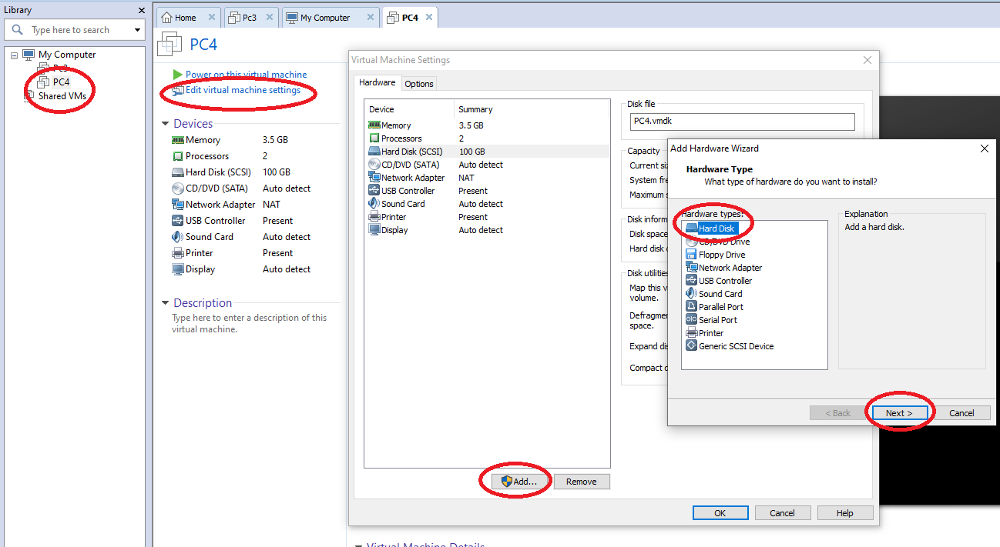 Library
Type here to search
My Computer
Pc3
PC4
Shared VMs
Home
Pc3
My Computer
PC4
PC4
Power on this virtual machine
Edit virtual machine settings
Devices
Memory 3.5 GB
Processors 2
Hard Disk (SCSI) 100 GB
CD/DVD (SATA) Auto detect
Network Adapter NAT
USB Controller Present
Sound Card Auto detect
Printer Present
Display Auto detect
Description
Type here to enter a description of this
virtual machine.
Virtual Machine Settings
Hardware Options
Device Summary
Memory 3.5 GB
Processors 2
Hard Disk (SCSI) 100 GB
CD/DVD (SATA) Auto detect
Network Adapter NAT
USB Controller Present
Sound Card Auto detect
Printer Present
Display Auto detect
Add... Remove
Disk file
PC4.vmdk
Capacity
Current
System
Maximum
Disk
Disk space
Hard disk
Disk utilities
Map this
volume.
space.
Expand
Compact
OK Cancel Help
Add Hardware Wizard
Hardware Type
What type of hardware do you want to install?
Hardware types:
Hard Disk
CD/DVD Drive
Floppy Drive
Network Adapter
USB Controller
Sound Card
Parallel Port
Serial Port
Printer
Generic SCSI Device
Explanation
Add a hard disk.
< Back Next > Cancel
Virtual Machine Details